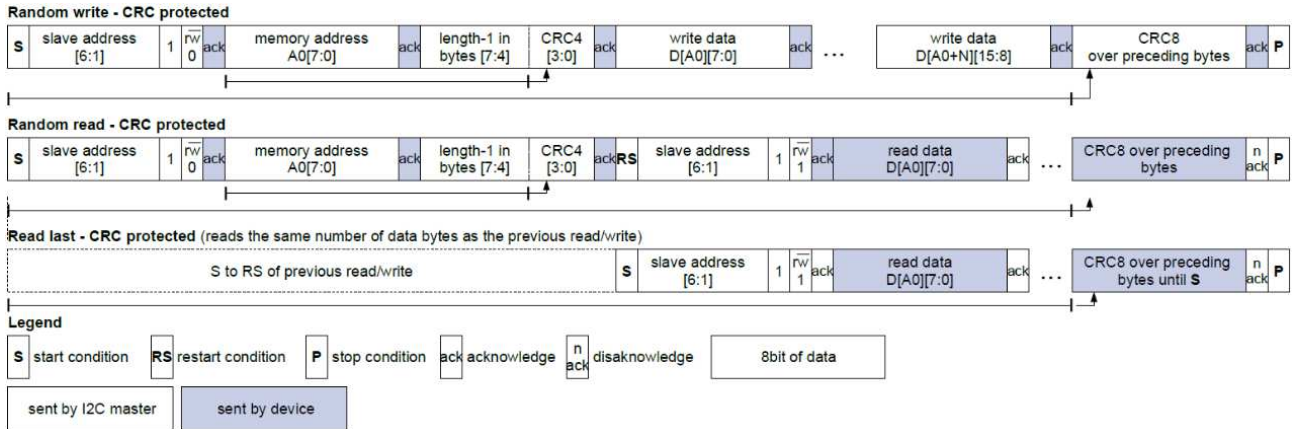 Random write - CRC protected
S slave address [6:1] 1 rw 0 ack memory address A0[7:0] ack length-1 in bytes [7:4] CRC4 [3:0] ack write data D[A0][7:0] ack ... write data D[A0+N][15:8] ack CRC8 over preceding bytes ack P
Random read - CRC protected
S slave address [6:1] 1 rw 0 ack memory address A0[7:0] ack length-1 in bytes [7:4] CRC4 [3:0] ack RS slave address [6:1] 1 rw 1 ack read data D[A0][7:0] ack ... CRC8 over preceding bytes n ack P
Read last - CRC protected (reads the same number of data bytes as the previous read/write)
S to RS of previous read/write S slave address [6:1] 1 rw 1 ack read data D[A0][7:0] ack ... CRC8 over preceding bytes until S n ack P
Legend
S start condition RS restart condition P stop condition ack acknowledge n ack disaknowledge 8bit of data
sent by I2C master sent by device